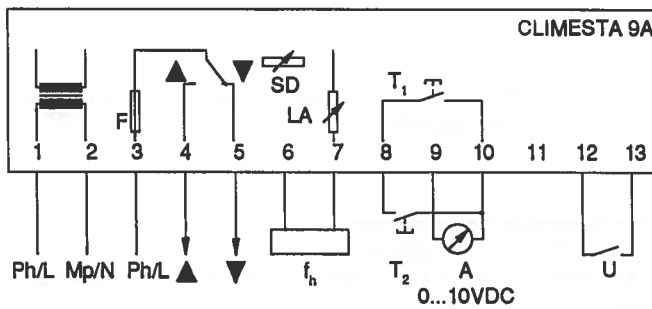 CLIMESTA 9A
▲ ▼ SD
F LA T₁
1 2 3 4 5 6 7 8 9 10 11 12 13
Ph/L Mp/N Ph/L ▲ ▼ fₕ T₂ A U
0...10VDC